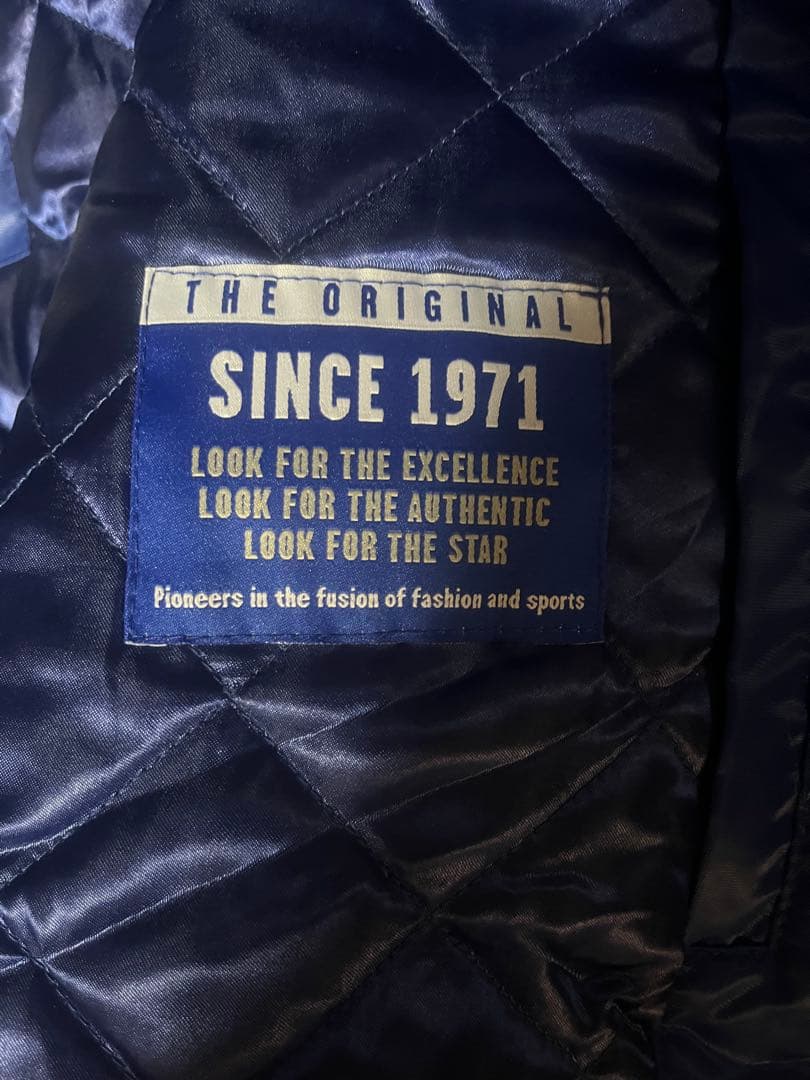 THE ORIGINAL
SINCE 1971
LOOK FOR THE EXCELLENCE
LOOK FOR THE AUTHENTIC
LOOK FOR THE STAR
Pioneers in the fusion of fashion and sports